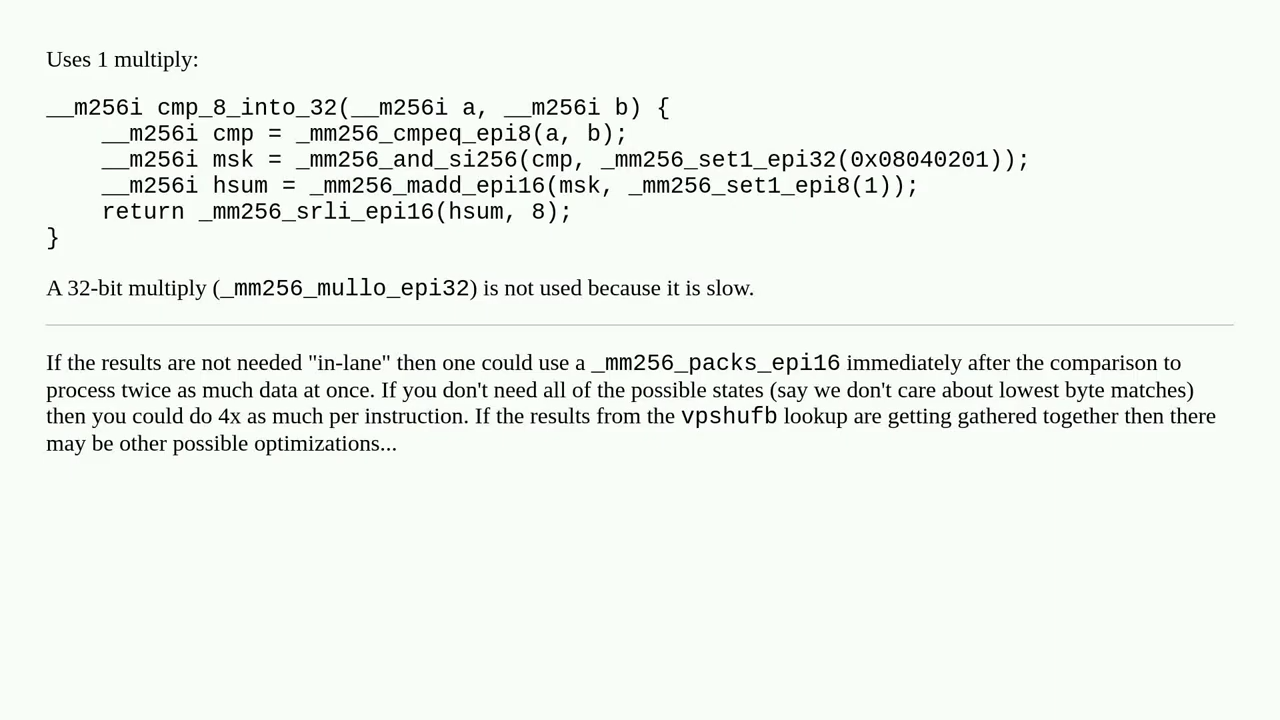 Uses 1 multiply:
__m256i cmp_8_into_32(__m256i a, __m256i b) {
    __m256i cmp = _mm256_cmpeq_epi8(a, b);
    __m256i msk = _mm256_and_si256(cmp, _mm256_set1_epi32(0x08040201));
    __m256i hsum = _mm256_madd_epi16(msk, _mm256_set1_epi8(1));
    return _mm256_srli_epi16(hsum, 8);
}
A 32-bit multiply (_mm256_mullo_epi32) is not used because it is slow.
If the results are not needed "in-lane" then one could use a _mm256_packs_epi16 immediately after the comparison to
process twice as much data at once. If you don't need all of the possible states (say we don't care about lowest byte matches)
then you could do 4x as much per instruction. If the results from the vpshufb lookup are getting gathered together then there
may be other possible optimizations...